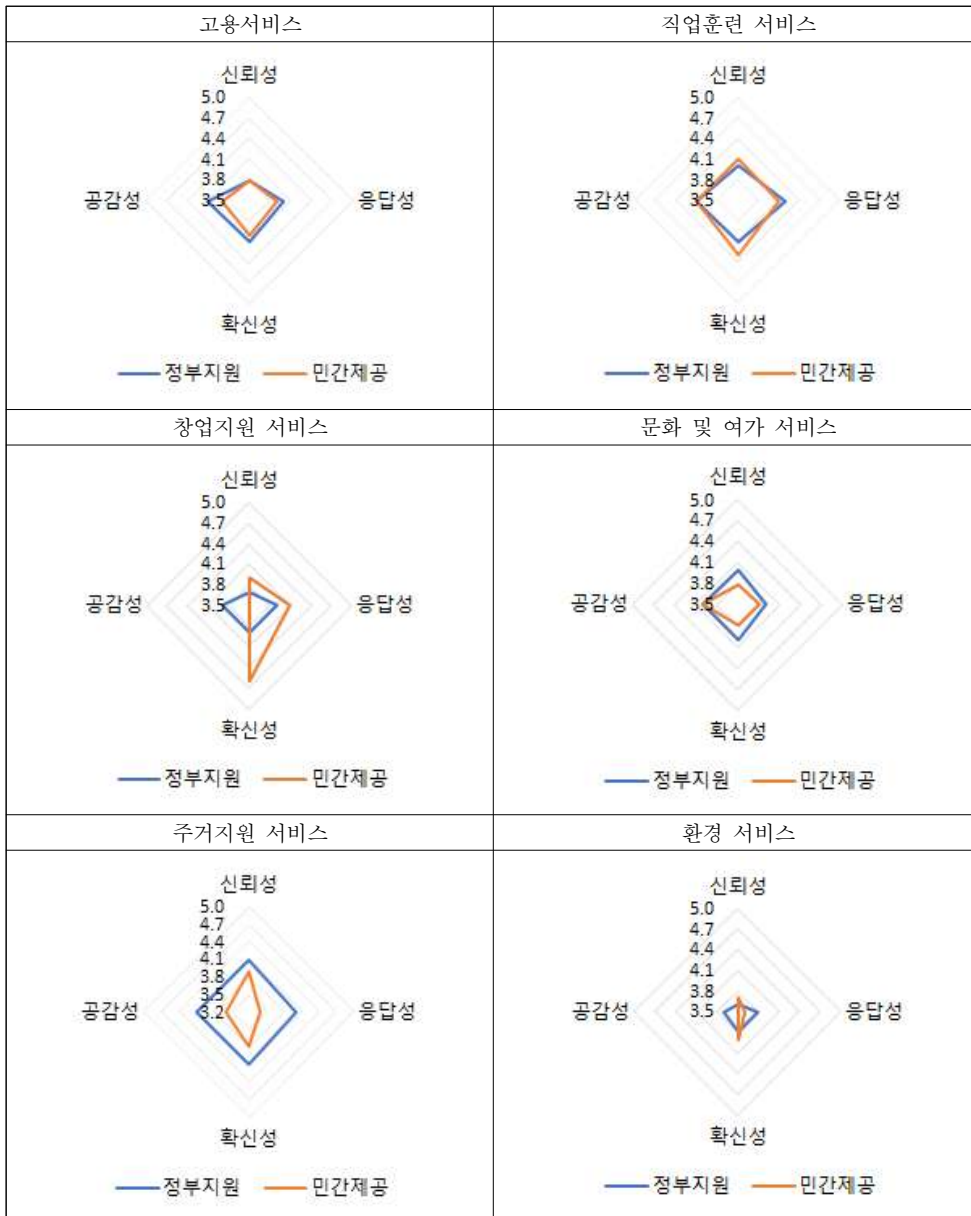 고용서비스
직업훈련 서비스
신뢰성
5.0
4.7
4.4
4.1
3.8
3.5
공감성
응답성
확신성
정부지원 민간제공
신뢰성
5.0
4.7
4.4
4.1
3.8
3.5
공감성
응답성
확신성
정부지원 민간제공
창업지원 서비스
문화 및 여가 서비스
신뢰성
5.0
4.7
4.4
4.1
3.8
3.5
공감성
응답성
확신성
정부지원 민간제공
신뢰성
5.0
4.7
4.4
4.1
3.8
3.5
공감성
응답성
확신성
정부지원 민간제공
주거지원 서비스
환경 서비스
신뢰성
5.0
4.7
4.4
4.1
3.8
3.5
3.2
공감성
응답성
확신성
정부지원 민간제공
신뢰성
5.0
4.7
4.4
4.1
3.8
3.5
공감성
응답성
확신성
정부지원 민간제공